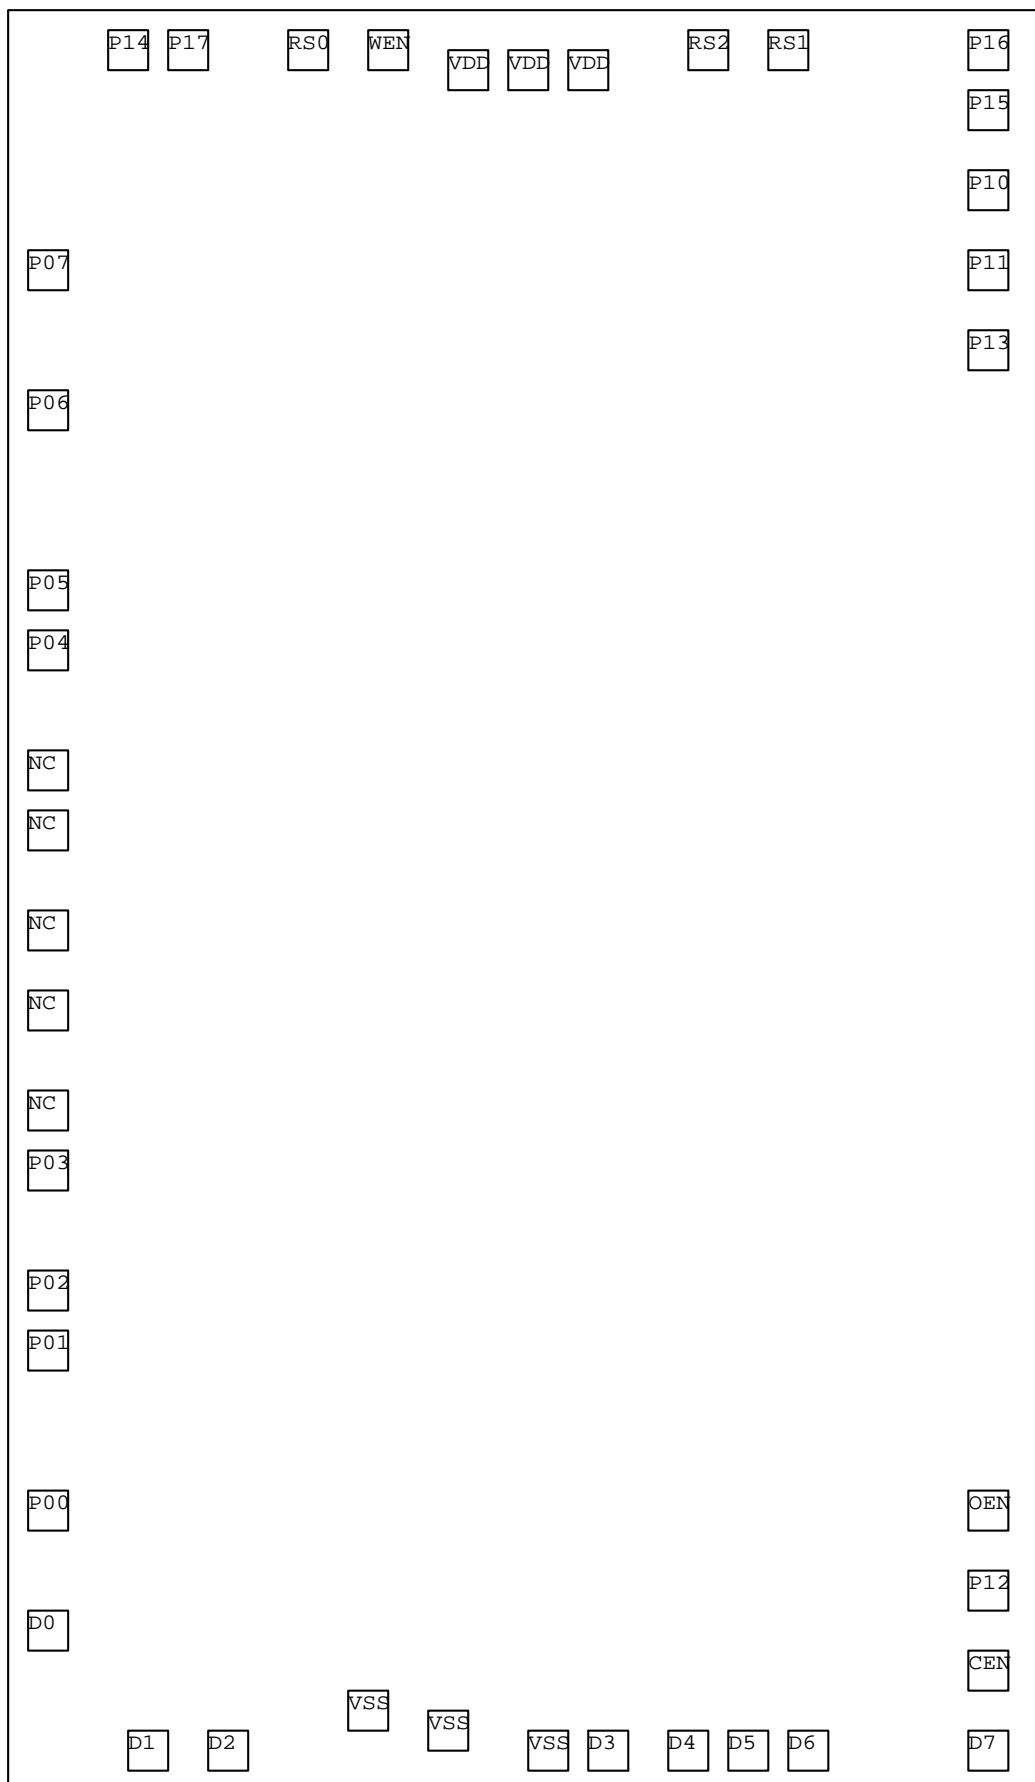 P14 P17 RS0 WEN RS2 RS1 P16
VDD VDD VDD
P15
P10
P07 P11
P13
P06
P05
P04
NC
NC
NC
NC
NC
P03
P02
P01
P00 OEN
P12
D0
CEN
VSS
VSS
D1 D2 VSS D3 D4 D5 D6 D7